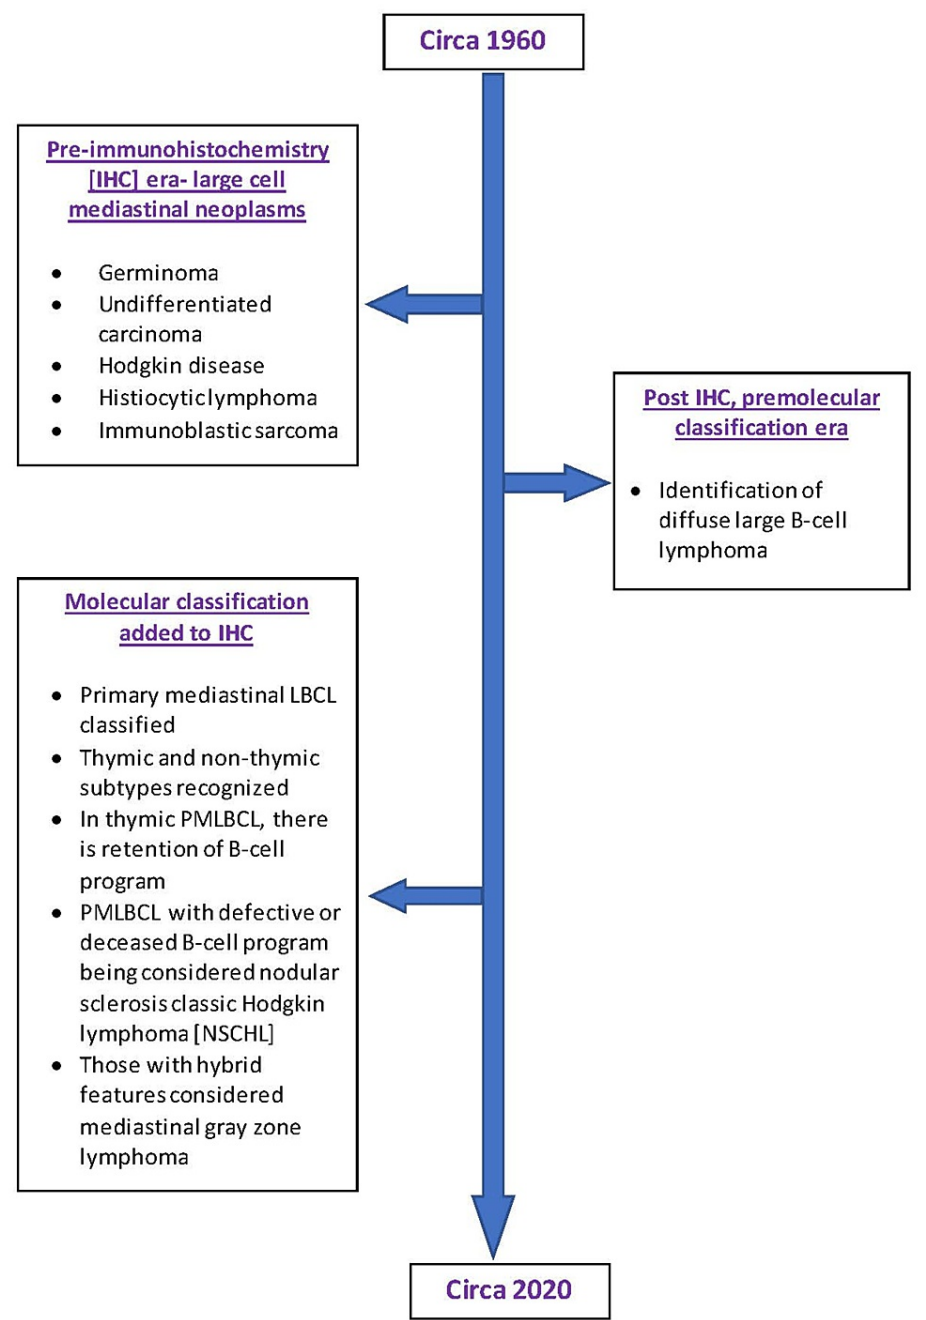 Circa 1960
Pre-immunohistochemistry
[IHC] era- large cell
mediastinal neoplasms
• Germinoma
• Undifferentiated
carcinoma
• Hodgkin disease
• Histiocytic lymphoma
• Immunoblastic sarcoma
Post IHC, premolecular
classification era
• Identification of
diffuse large B-cell
lymphoma
Molecular classification
added to IHC
• Primary mediastinal LBCL
classified
• Thymic and non-thymic
subtypes recognized
• In thymic PMLBCL, there
is retention of B-cell
program
• PMLBCL with defective or
deceased B-cell program
being considered nodular
sclerosis classic Hodgkin
lymphoma [NSCHL]
• Those with hybrid
features considered
mediastinal gray zone
lymphoma
Circa 2020